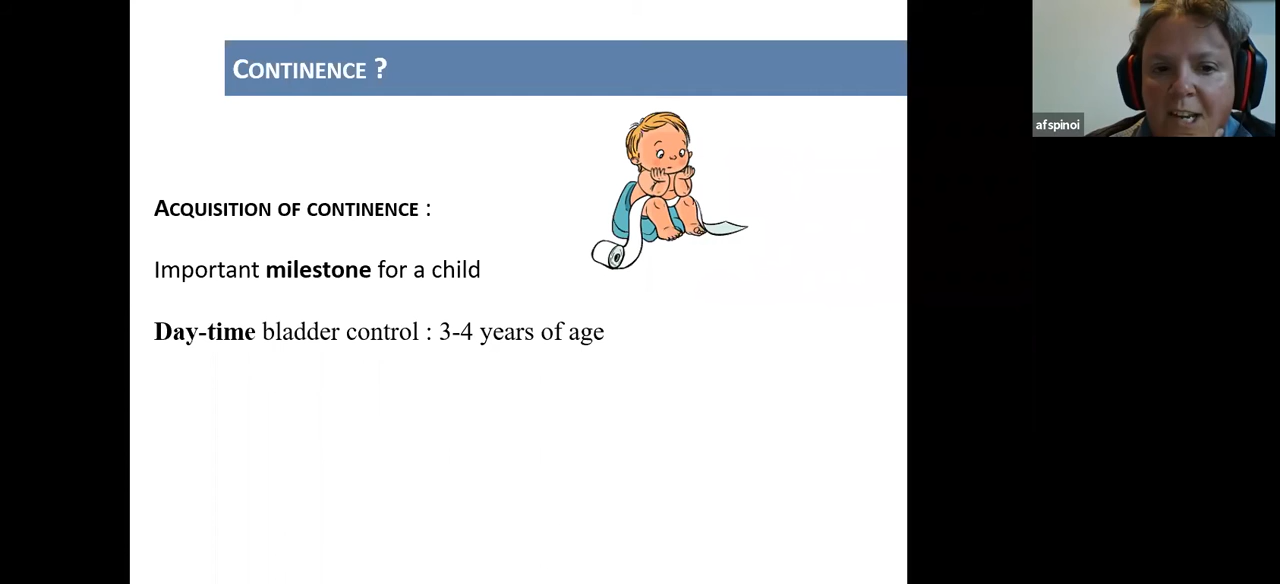 CONTINENCE ?
afspinoi
ACQUISITION OF CONTINENCE :
Important milestone for a child
Day-time bladder control : 3-4 years of age